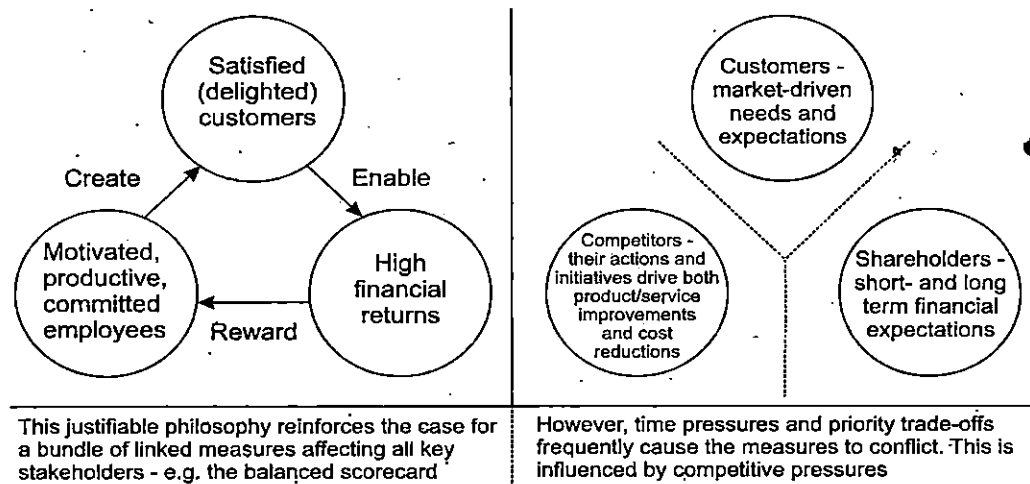 Satisfied
(delighted)
customers
Create
Enable
Motivated,
productive,
committed
employees
High
financial
returns
Reward
This justifiable philosophy reinforces the case for
a bundle of linked measures affecting all key
stakeholders - e.g. the balanced scorecard
Customers -
market-driven
needs and
expectations
Competitors -
their actions and
initiatives drive both
product/service
improvements
and cost
reductions
Shareholders -
short- and long
term financial
expectations
However, time pressures and priority trade-offs
frequently cause the measures to conflict. This is
influenced by competitive pressures